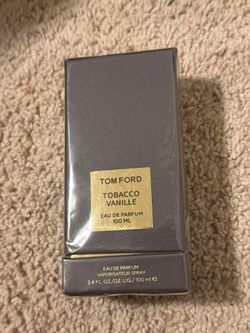 TOM FORD
TOBACCO
VANILLE
EAU DE PARFUM
100 ML
EAU DE PARFUM
VAPORISATEUR SPRAY
3.4 FL.OZ./OZ.LIQ/100 ml ℮